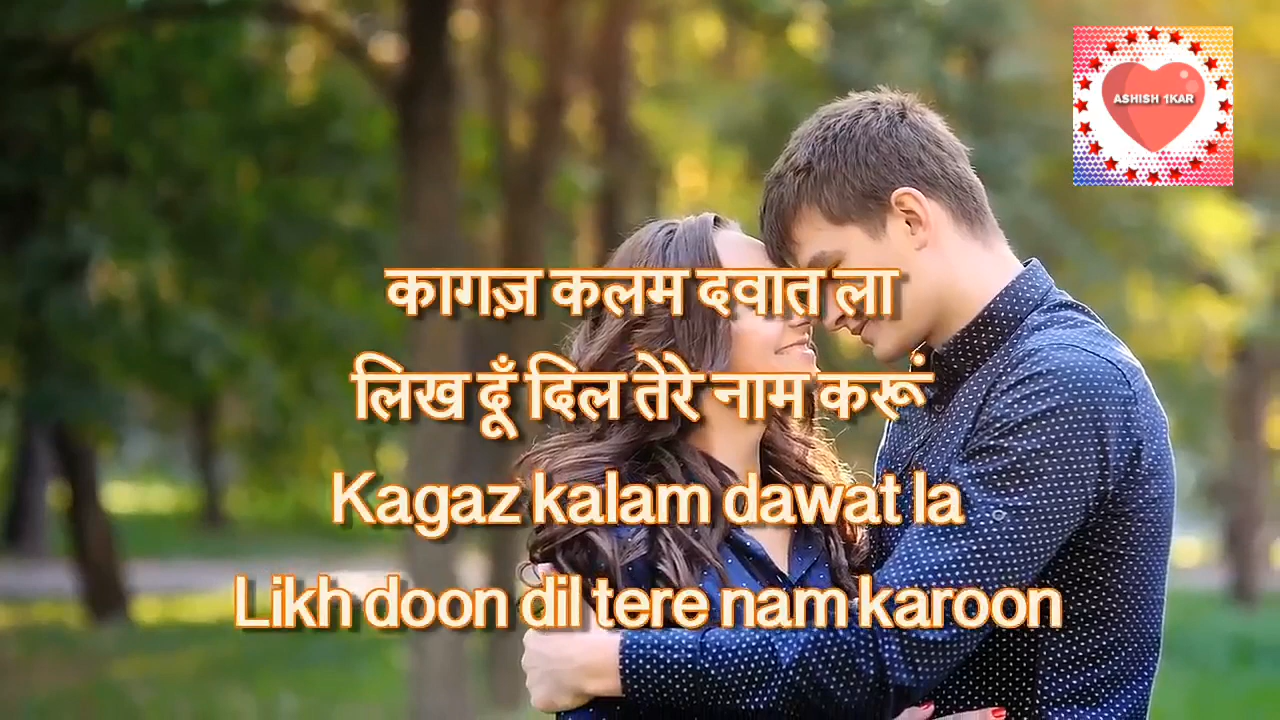 ASHISH 1KAR
कागज़ कलम दवात ला
लिख ढूँ दिल तेरे नाम करूं
Kagaz kalam dawat la
Likh doon dil tere nam karoon